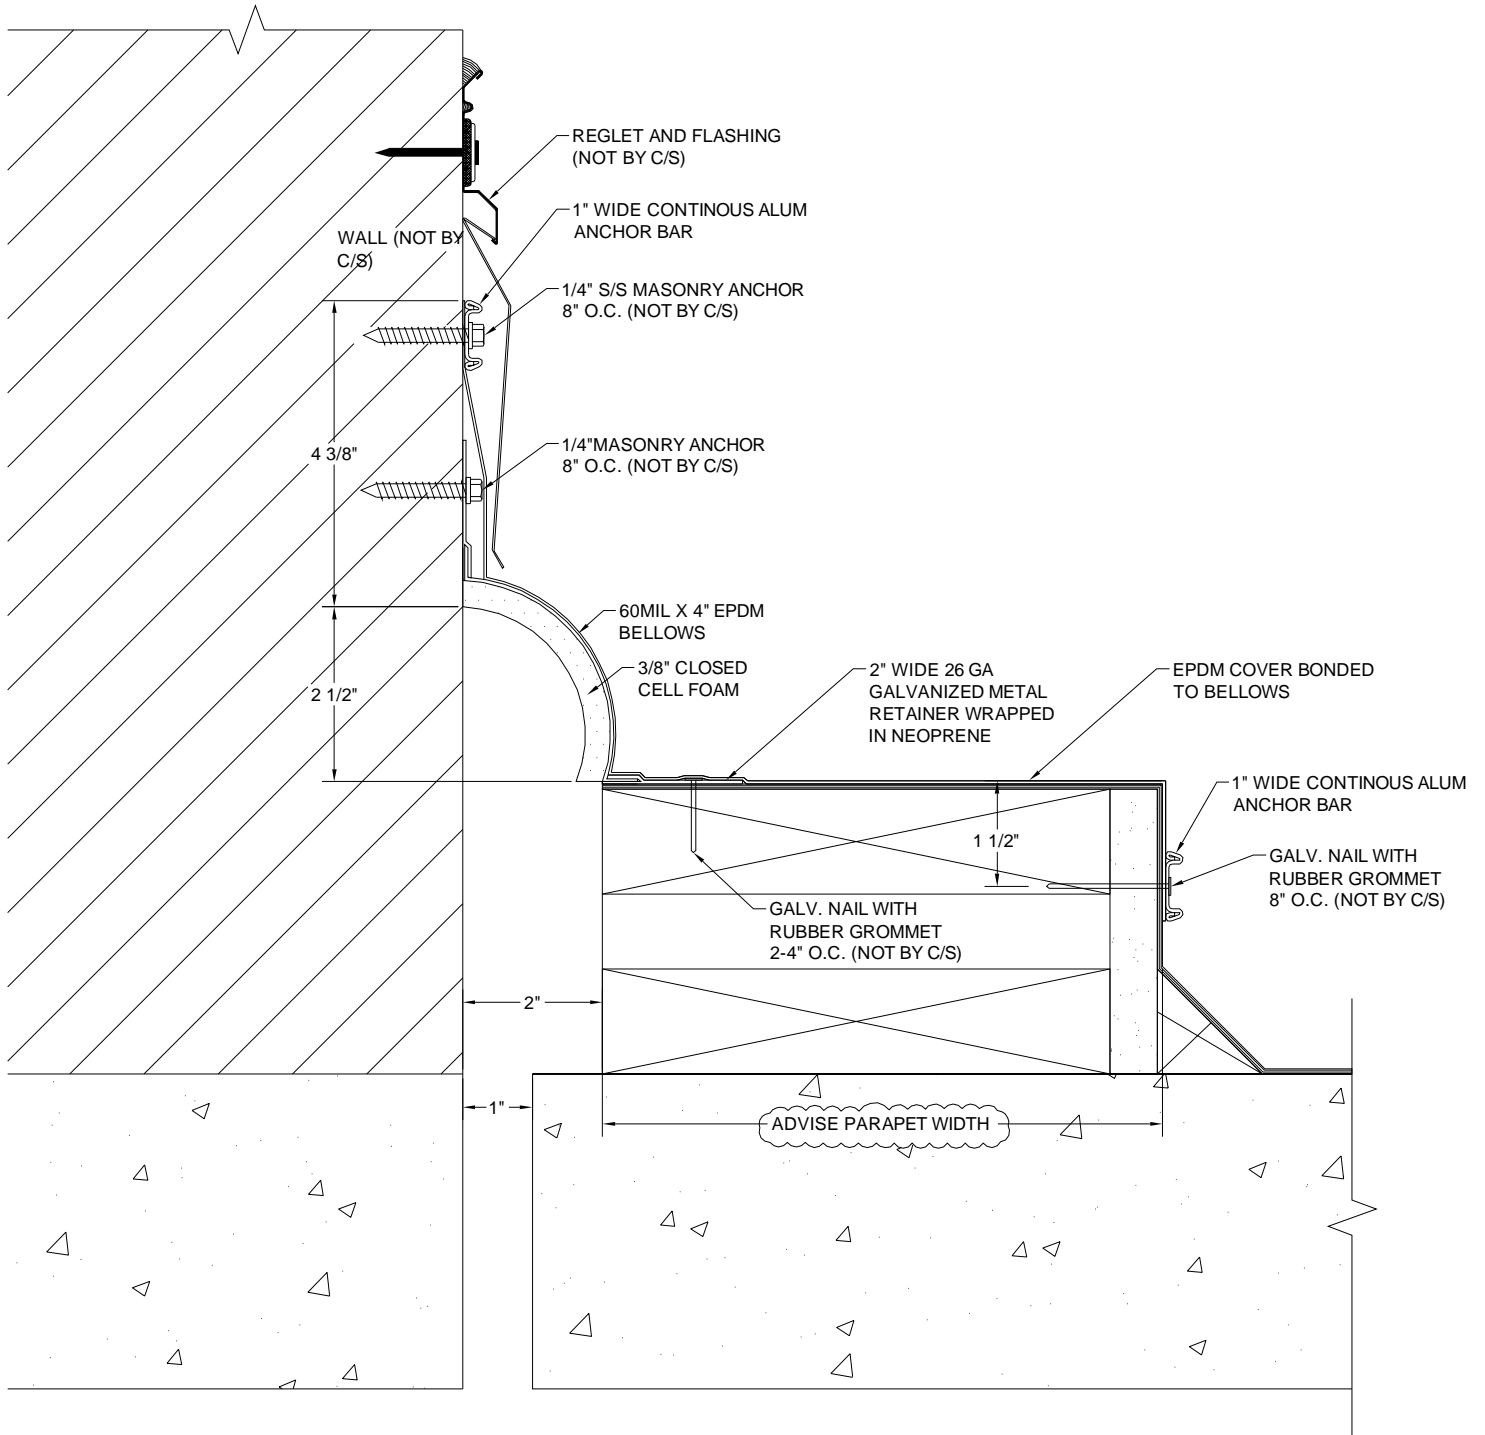 REGLET AND FLASHING
(NOT BY C/S)
1" WIDE CONTINOUS ALUM
ANCHOR BAR
WALL (NOT BY
C/S)
1/4" S/S MASONRY ANCHOR
8" O.C. (NOT BY C/S)
4 3/8"
1/4"MASONRY ANCHOR
8" O.C. (NOT BY C/S)
60MIL X 4" EPDM
BELLOWS
3/8" CLOSED
CELL FOAM
2 1/2"
2" WIDE 26 GA
GALVANIZED METAL
RETAINER WRAPPED
IN NEOPRENE
EPDM COVER BONDED
TO BELLOWS
1" WIDE CONTINOUS ALUM
ANCHOR BAR
1 1/2"
GALV. NAIL WITH
RUBBER GROMMET
8" O.C. (NOT BY C/S)
GALV. NAIL WITH
RUBBER GROMMET
2-4" O.C. (NOT BY C/S)
2"
1"
ADVISE PARAPET WIDTH